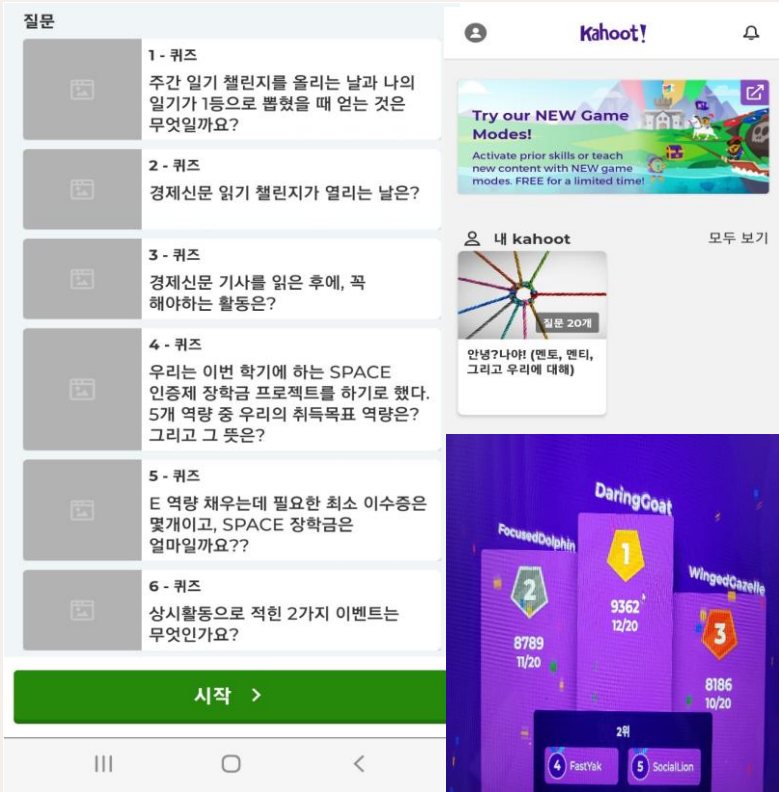 질문
1 - 퀴즈
주간 일기 챌린지를 올리는 날과 나의
일기가 1등으로 뽑혔을 때 얻는 것은
무엇일까요?
2 - 퀴즈
경제신문 읽기 챌린지가 열리는 날은?
3 - 퀴즈
경제신문 기사를 읽은 후에, 꼭
해야하는 활동은?
4 - 퀴즈
우리는 이번 학기에 하는 SPACE
인증제 장학금 프로젝트를 하기로 했다.
5개 역량 중 우리의 취득목표 역량은?
그리고 그 뜻은?
5 - 퀴즈
E 역량 채우는데 필요한 최소 이수증은
몇개이고, SPACE 장학금은
얼마일까요??
6 - 퀴즈
상시활동으로 적힌 2가지 이벤트는
무엇인가요?
시작 >
Kahoot!
Try our NEW Game
Modes!
Activate prior skills or teach
new content with NEW game
modes. FREE for a limited time!
내 kahoot
모두 보기
질문 20개
안녕?나야! (멘토, 멘티,
그리고 우리에 대해)
DaringGoat
1
9362
12/20
FocusedDolphin
2
8789
11/20
WingedGazelle
3
8186
10/20
2위
4 FastYak
5 SocialLion